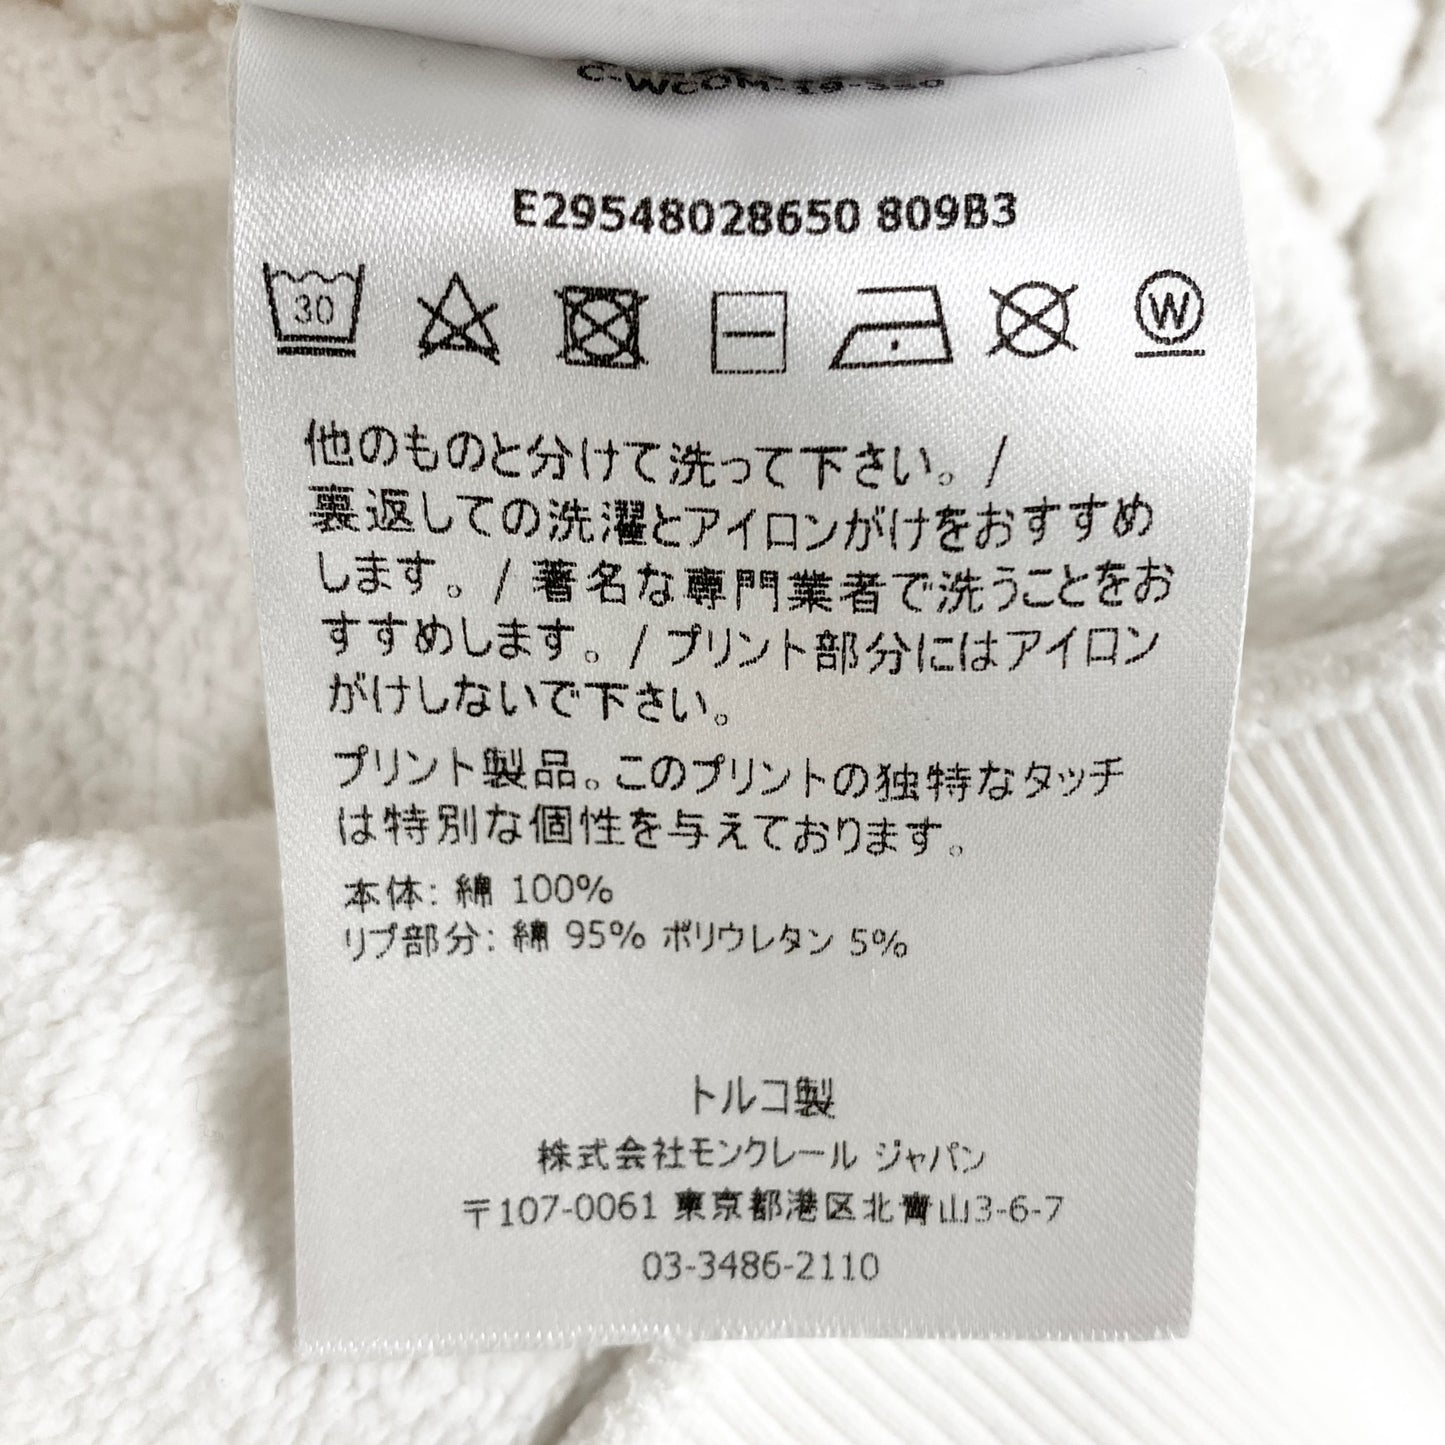 E29548028650 809B3
30
W
他のものと分けて洗って下さい。 /
裏返しての洗濯とアイロンがけをおすすめ
します。 / 著名な専門業者で洗うことをお
すすめします。 / プリント部分にはアイロン
がけしないで下さい。
プリント製品。このプリントの独特なタッチ
は特別な個性を与えております。
本体: 綿 100%
リブ部分: 綿 95% ポリウレタン 5%
トルコ製
株式会社モンクレール ジャパン
〒107-0061 東京都港区北青山3-6-7
03-3486-2110